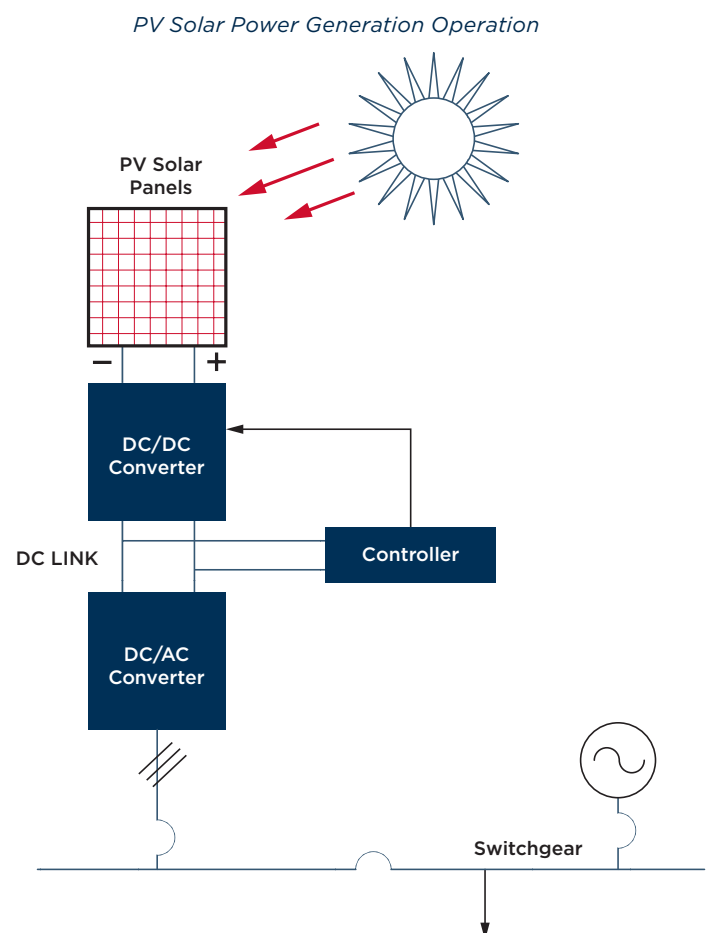 PV Solar Power Generation Operation
PV Solar
Panels
− +
DC/DC
Converter
DC LINK
Controller
DC/AC
Converter
Switchgear